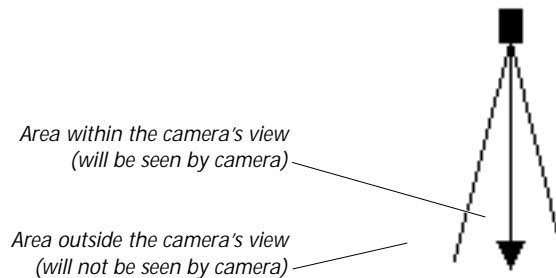 Area within the camera's view
(will be seen by camera)
Area outside the camera's view
(will not be seen by camera)